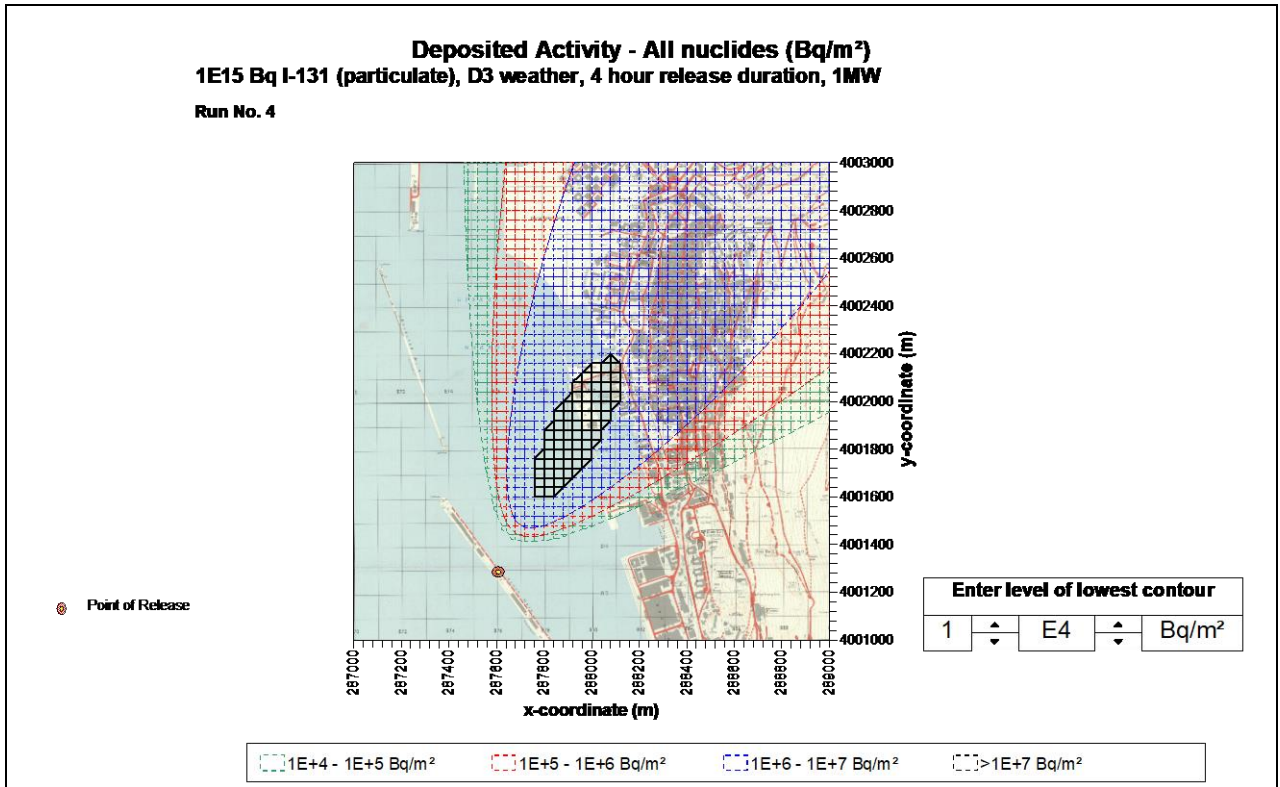 Deposited Activity - All nuclides (Bq/m²)
1E15 Bq I-131 (particulate), D3 weather, 4 hour release duration, 1MW
Run No. 4
4003000
4002800
4002600
4002400
4002200
4002000
4001800
4001600
4001400
4001200
4001000
y-coordinate (m)
Point of Release
Enter level of lowest contour
1 E4 Bq/m²
287000 287200 287400 287600 287800 288000 288200 288400 288600 288800 289000
x-coordinate (m)
1E+4 - 1E+5 Bq/m² 1E+5 - 1E+6 Bq/m² 1E+6 - 1E+7 Bq/m² >1E+7 Bq/m²